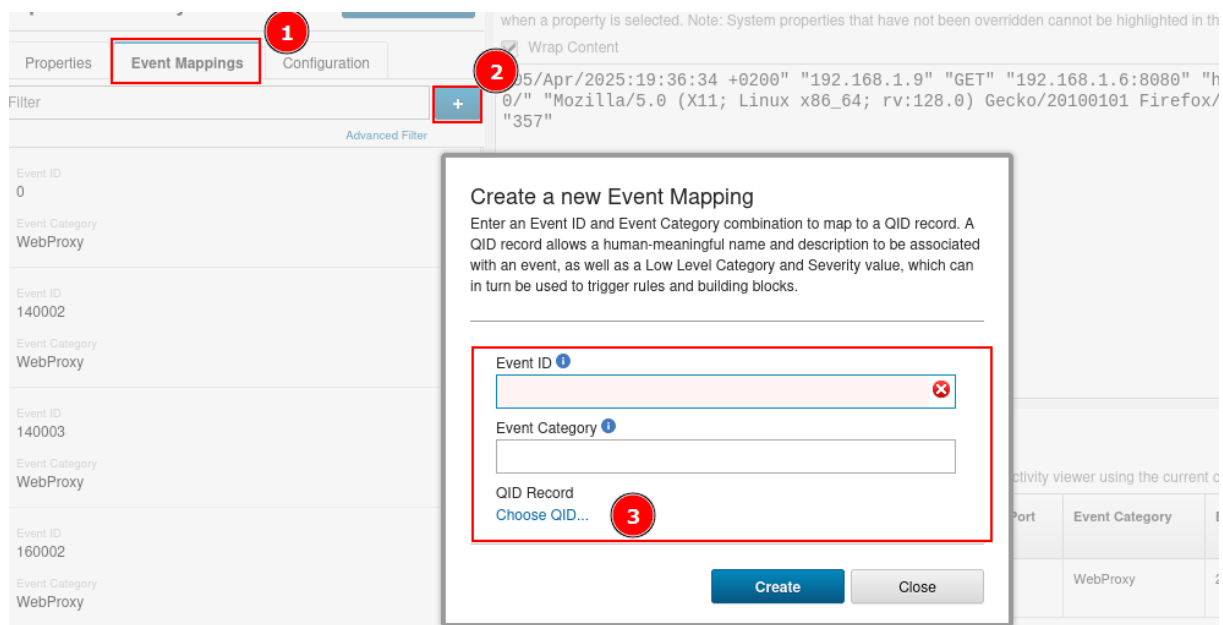 when a property is selected. Note: System properties that have not been overridden cannot be highlighted in th
1
Wrap Content
Properties
Event Mappings
Configuration
2
05/Apr/2025:19:36:34 +0200" "192.168.1.9" "GET" "192.168.1.6:8080" "h
0/" "Mozilla/5.0 (X11; Linux x86_64; rv:128.0) Gecko/20100101 Firefox/
"357"
Filter
+
Advanced Filter
Event ID
0
Event Category
WebProxy
Event ID
140002
Event Category
WebProxy
Event ID
140003
Event Category
WebProxy
Event ID
160002
Event Category
WebProxy
Create a new Event Mapping
Enter an Event ID and Event Category combination to map to a QID record. A
QID record allows a human-meaningful name and description to be associated
with an event, as well as a Low Level Category and Severity value, which can
in turn be used to trigger rules and building blocks.
Event ID
Event Category
QID Record
Choose QID...
3
Create
Close
ctivity viewer using the current c
Port
Event Category
E
WebProxy
2